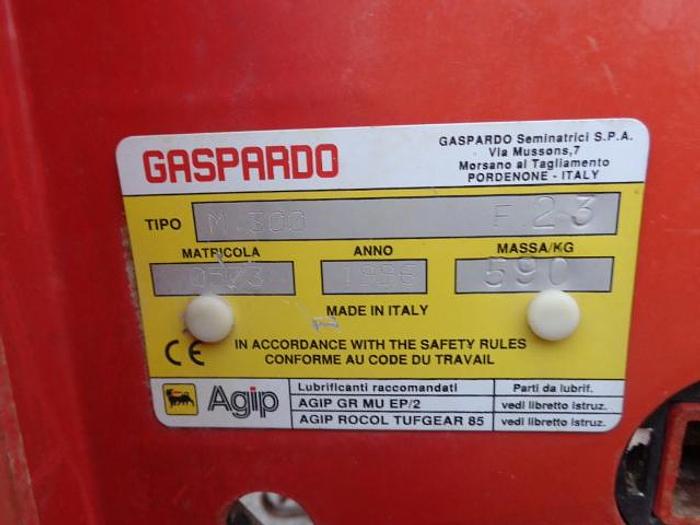 GASPARDO
GASPARDO Seminatrici S.P.A.
Via Mussons,7
Morsano al Tagliamento
PORDENONE - ITALY
TIPO M.300 F.23
MATRICOLA ANNO MASSA/KG
1996 590
MADE IN ITALY
CE IN ACCORDANCE WITH THE SAFETY RULES
CONFORME AU CODE DU TRAVAIL
Agip
Lubrificanti raccomandati Parti da lubrif.
AGIP GR MU EP/2 vedi libretto istruz.
AGIP ROCOL TUFGEAR 85 vedi libretto istruz.